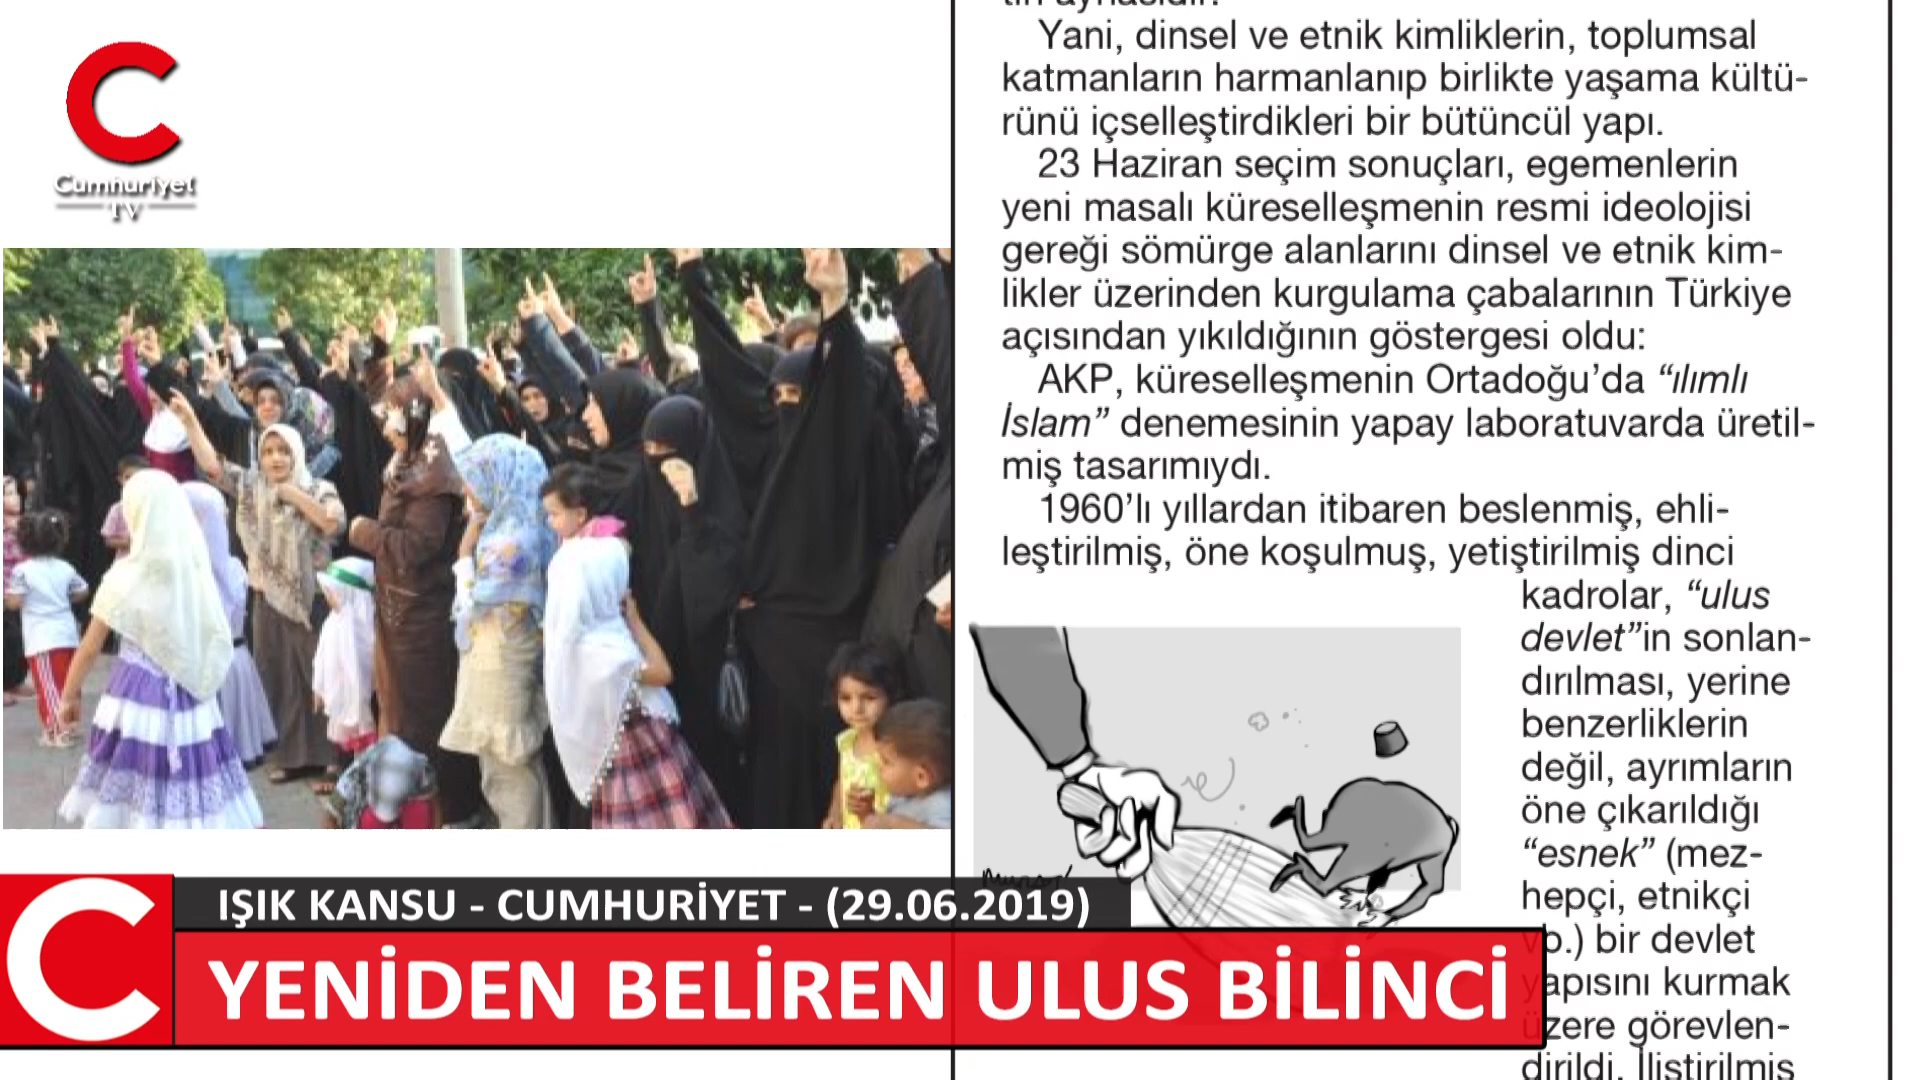 Cumhuriyet
TV
Yani, dinsel ve etnik kimliklerin, toplumsal
katmanların harmanlanıp birlikte yaşama kültü-
rünü içselleştirdikleri bir bütüncül yapı.
23 Haziran seçim sonuçları, egemenlerin
yeni masalı küreselleşmenin resmi ideolojisi
gereği sömürge alanlarını dinsel ve etnik kim-
likler üzerinden kurgulama çabalarının Türkiye
açısından yıkıldığının göstergesi oldu:
AKP, küreselleşmenin Ortadoğu’da “ılımlı
İslam” denemesinin yapay laboratuvarda üretil-
miş tasarımıydı.
1960’lı yıllardan itibaren beslenmiş, ehli-
leştirilmiş, öne koşulmuş, yetiştirilmiş dinci
kadrolar, “ulus
devlet”in sonlan-
dırılması, yerine
benzerliklerin
değil, ayrımların
öne çıkarıldığı
“esnek” (mez-
hepçi, etnikçi
vb.) bir devlet
yapısını kurmak
üzere görevlen-
dirildi. İliştirilmiş
IŞIK KANSU - CUMHURİYET - (29.06.2019)
YENİDEN BELİREN ULUS BİLİNCİ